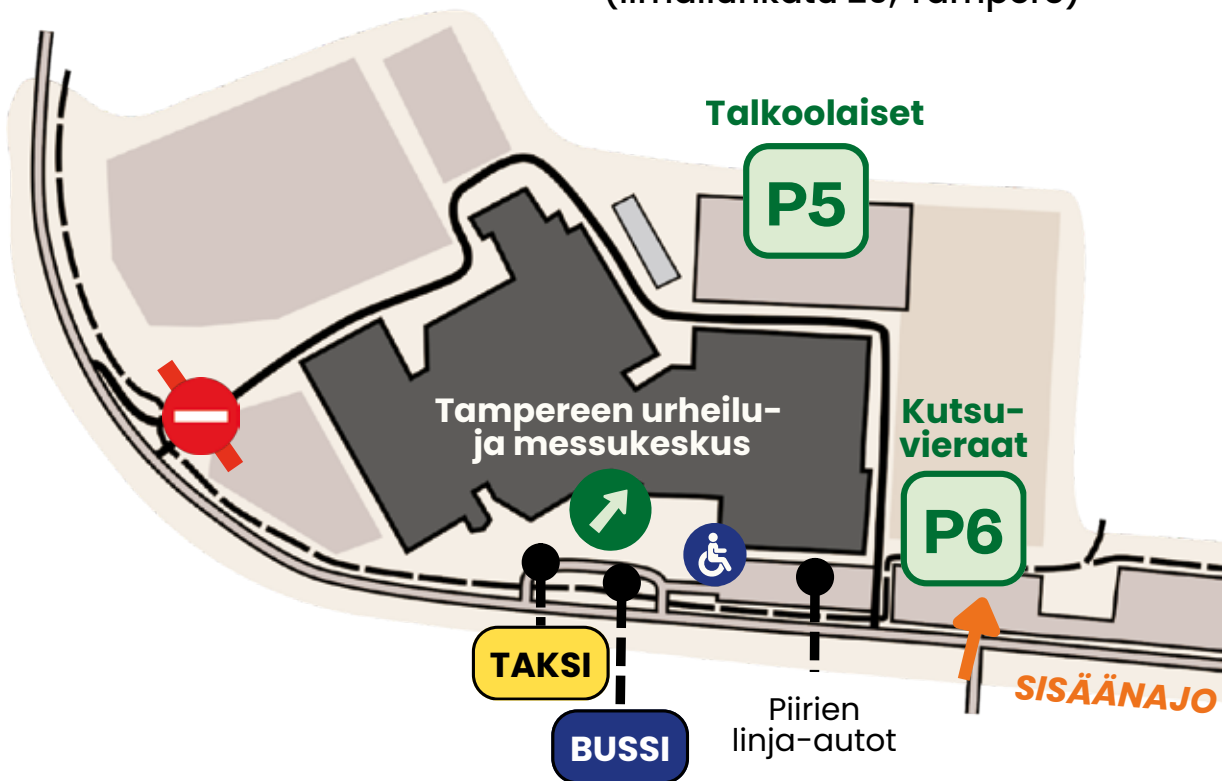 Talkoolaiset
P5
Tampereen urheilu-
ja messukeskus
Kutsu-
vieraat
P6
TAKSI
BUSSI
Piirien
linja-autot
SISÄÄNAJO